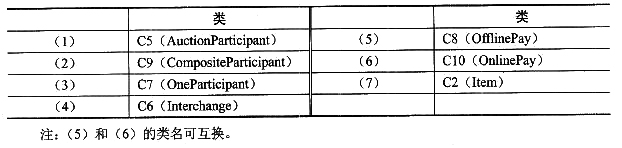 类 类
(1) C5 (AuctionParticipant) (5) C8 (OfflinePay)
(2) C9 (CompositeParticipant) (6) C10 (OnlinePay)
(3) C7 (OneParticipant) (7) C2 (Item)
(4) C6 (Interchange)
注：(5) 和 (6) 的类名可互换。